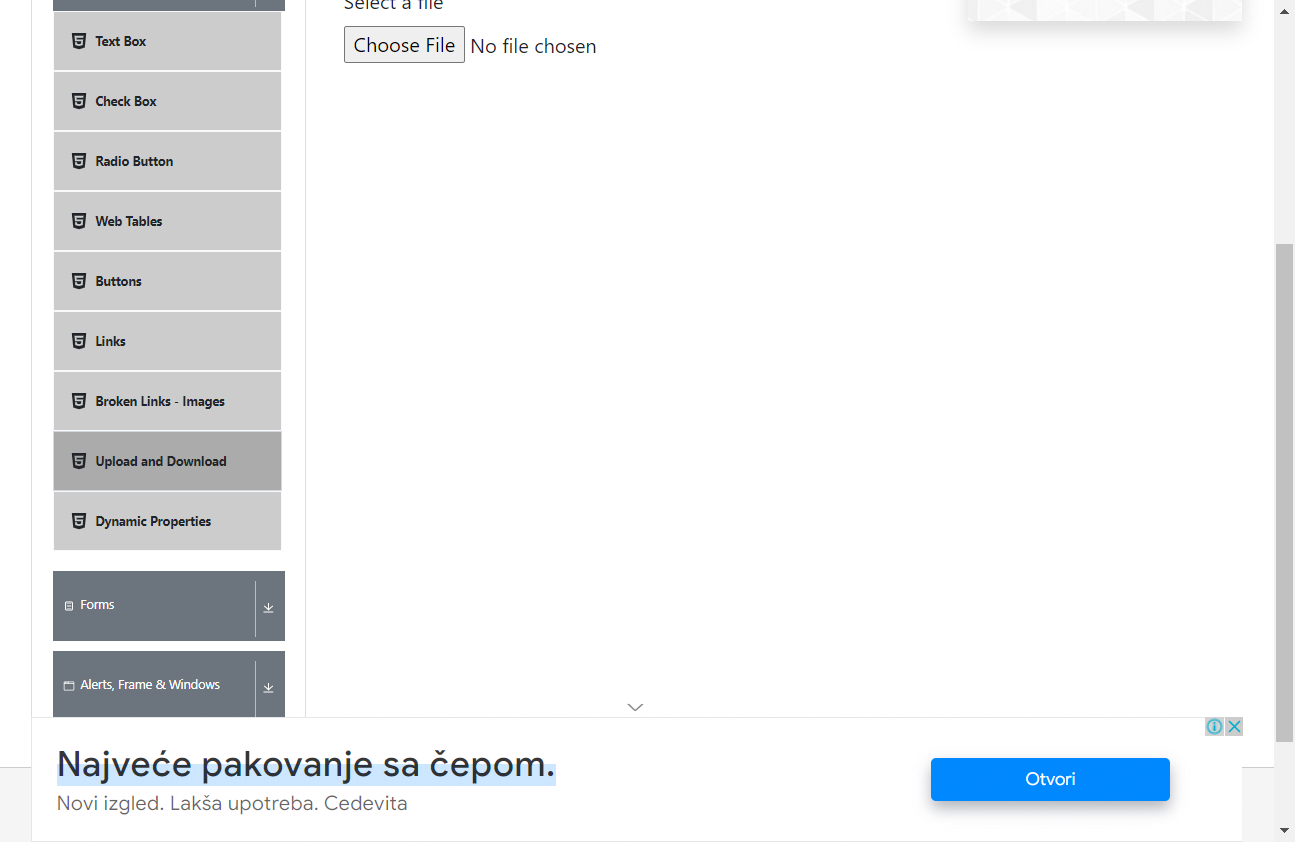 Select a file
Choose File No file chosen
Text Box
Check Box
Radio Button
Web Tables
Buttons
Links
Broken Links - Images
Upload and Download
Dynamic Properties
Forms
Alerts, Frame & Windows
Najveće pakovanje sa čepom.
Novi izgled. Lakša upotreba. Cedevita
Otvori